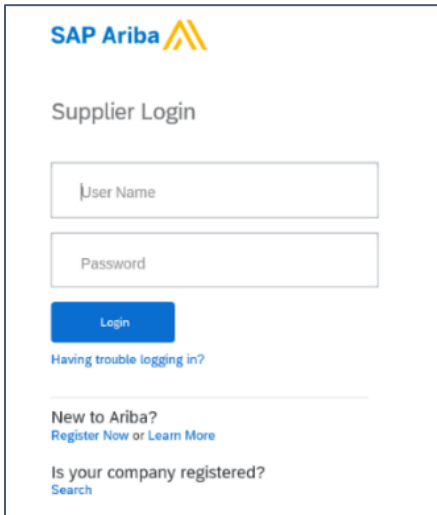 SAP Ariba
Supplier Login
User Name
Password
Login
Having trouble logging in?
New to Ariba?
Register Now or Learn More
Is your company registered?
Search